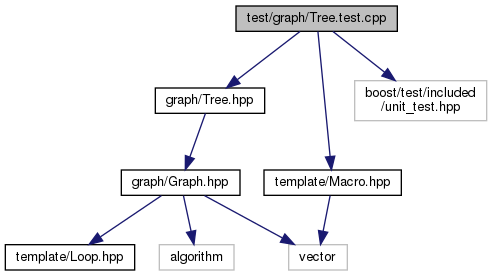 test/graph/Tree.test.cpp
graph/Tree.hpp
boost/test/included
/unit_test.hpp
graph/Graph.hpp
template/Macro.hpp
template/Loop.hpp
algorithm
vector